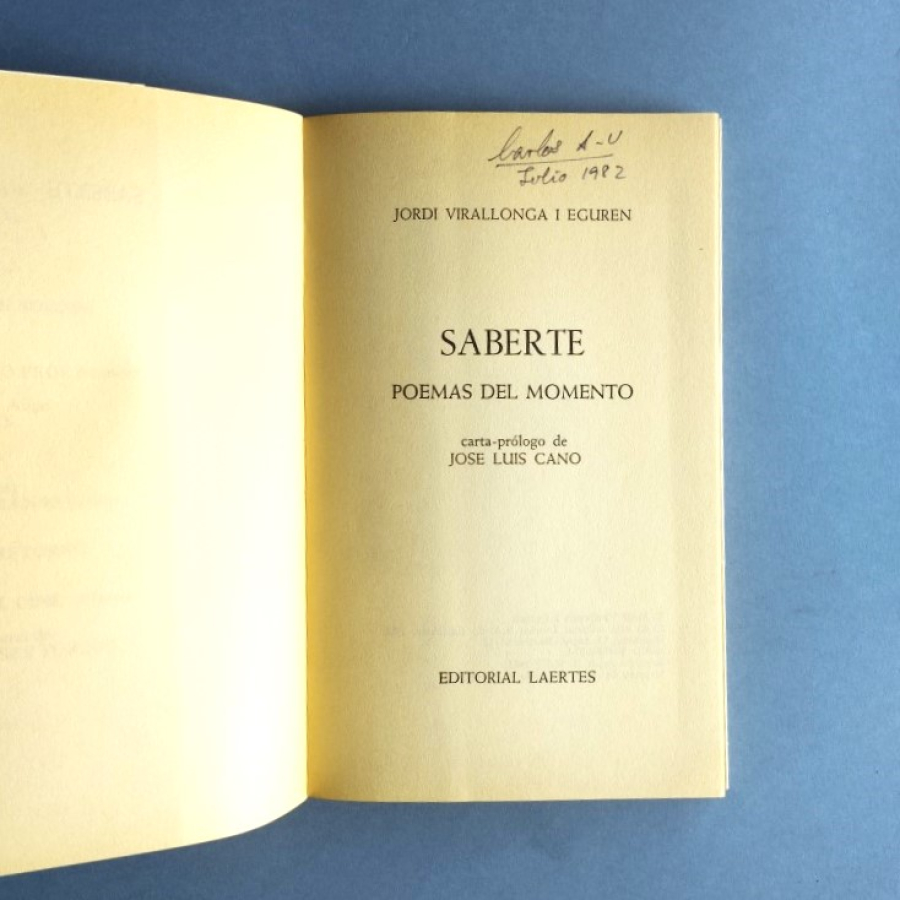 Carlos A-U
Julio 1982
JORDI VIRALLONGA I EGUREN
SABERTE
POEMAS DEL MOMENTO
carta-prólogo de
JOSE LUIS CANO
EDITORIAL LAERTES